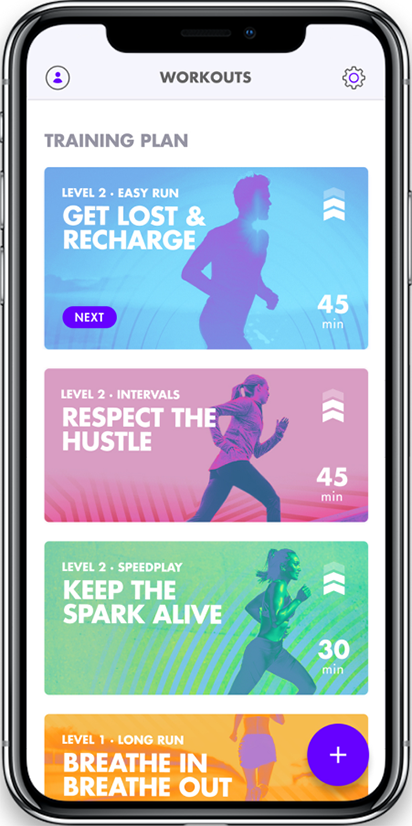 WORKOUTS
TRAINING PLAN
LEVEL 2 · EASY RUN
GET LOST &
RECHARGE
NEXT
45
min
LEVEL 2 · INTERVALS
RESPECT THE
HUSTLE
45
min
LEVEL 2 · SPEEDPLAY
KEEP THE
SPARK ALIVE
30
min
LEVEL 1 · LONG RUN
BREATHE IN
BREATHE OUT
+